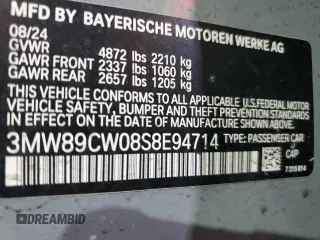 MFD BY BAYERISCHE MOTOREN WERKE AG
08/24
GVWR 4872 lbs 2210 kg
GAWR FRONT 2337 lbs 1060 kg
GAWR REAR 2657 lbs 1205 kg
THIS VEHICLE CONFORMS TO ALL APPLICABLE U.S.FEDERAL MOTOR
VEHICLE SAFETY, BUMPER, AND THEFT PREVENTION STANDARDS
IN EFFECT ON THE DATE OF MANUFACTURE SHOWN ABOVE.
3MW89CW08S8E94714 TYPE: PASSENGER CAR
C4P
7315814
DREAMBID